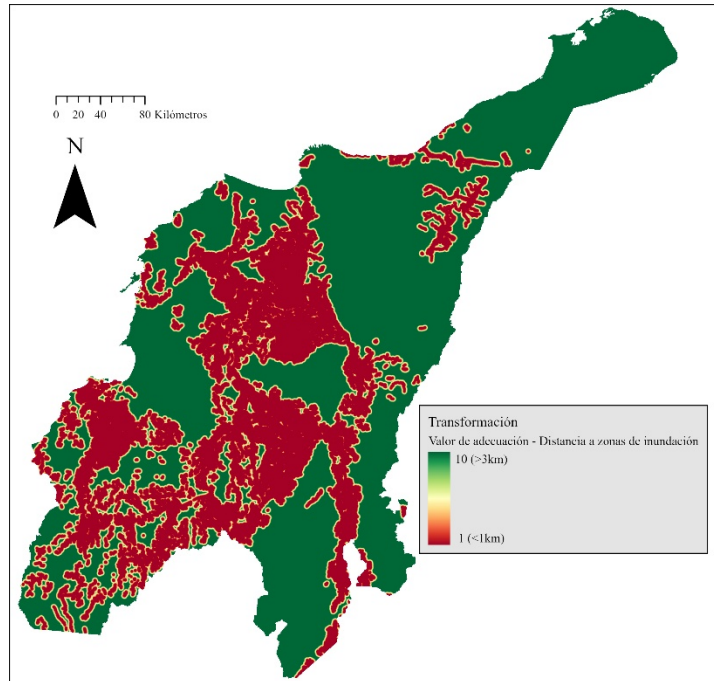 0 20 40 80 Kilómetros
N
Transformación
Valor de adecuación - Distancia a zonas de inundación
10 (>3km)
1 (<1km)